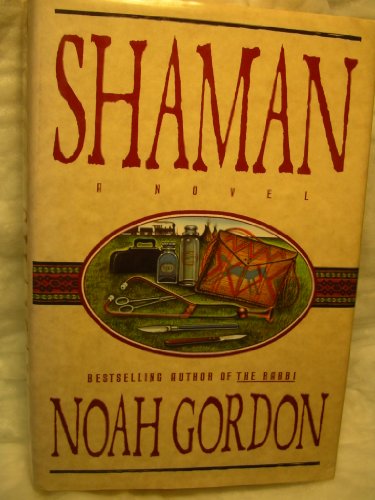 SHAMAN
A NOVEL
BESTSELLING AUTHOR OF THE RABBI
NOAH GORDON